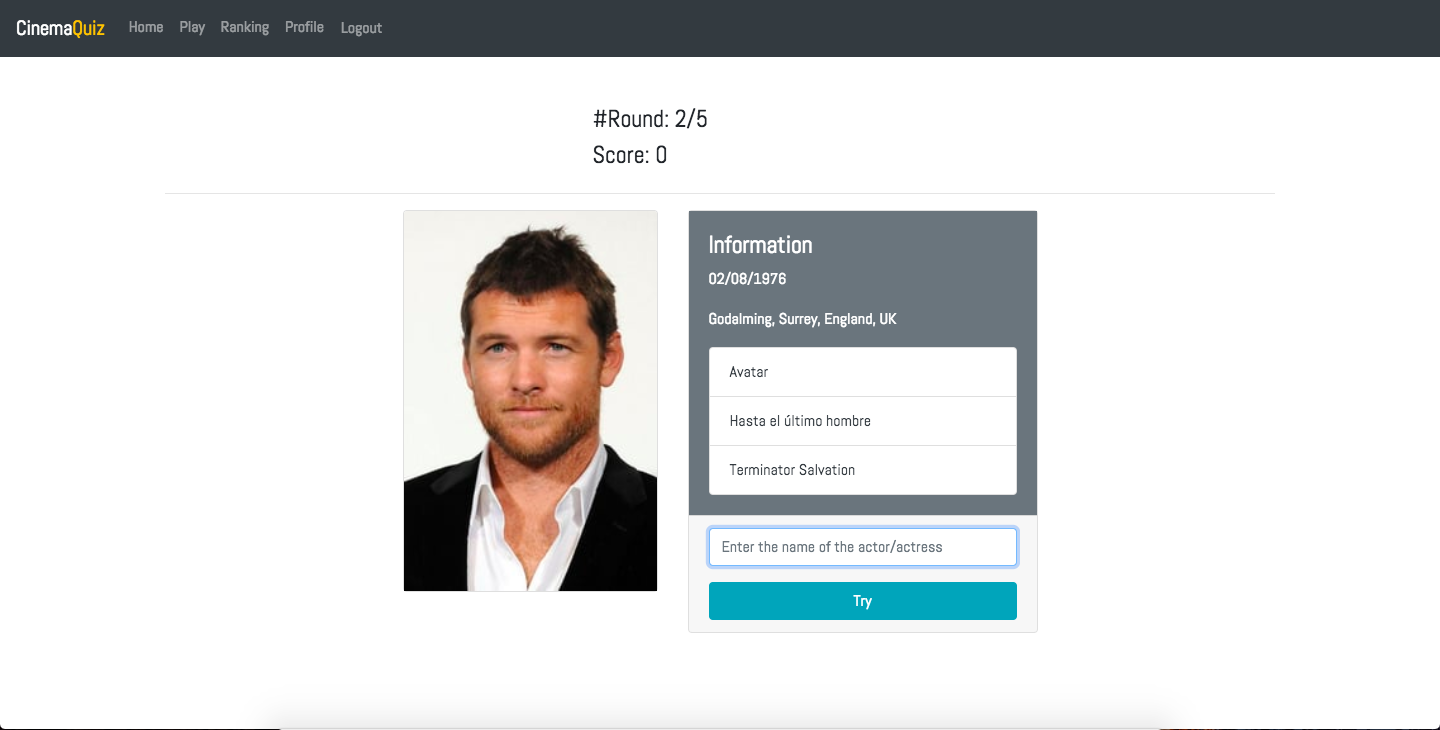 CinemaQuiz Home Play Ranking Profile Logout
#Round: 2/5
Score: 0
Information
02/08/1976
Godalming, Surrey, England, UK
Avatar
Hasta el último hombre
Terminator Salvation
Enter the name of the actor/actress
Try